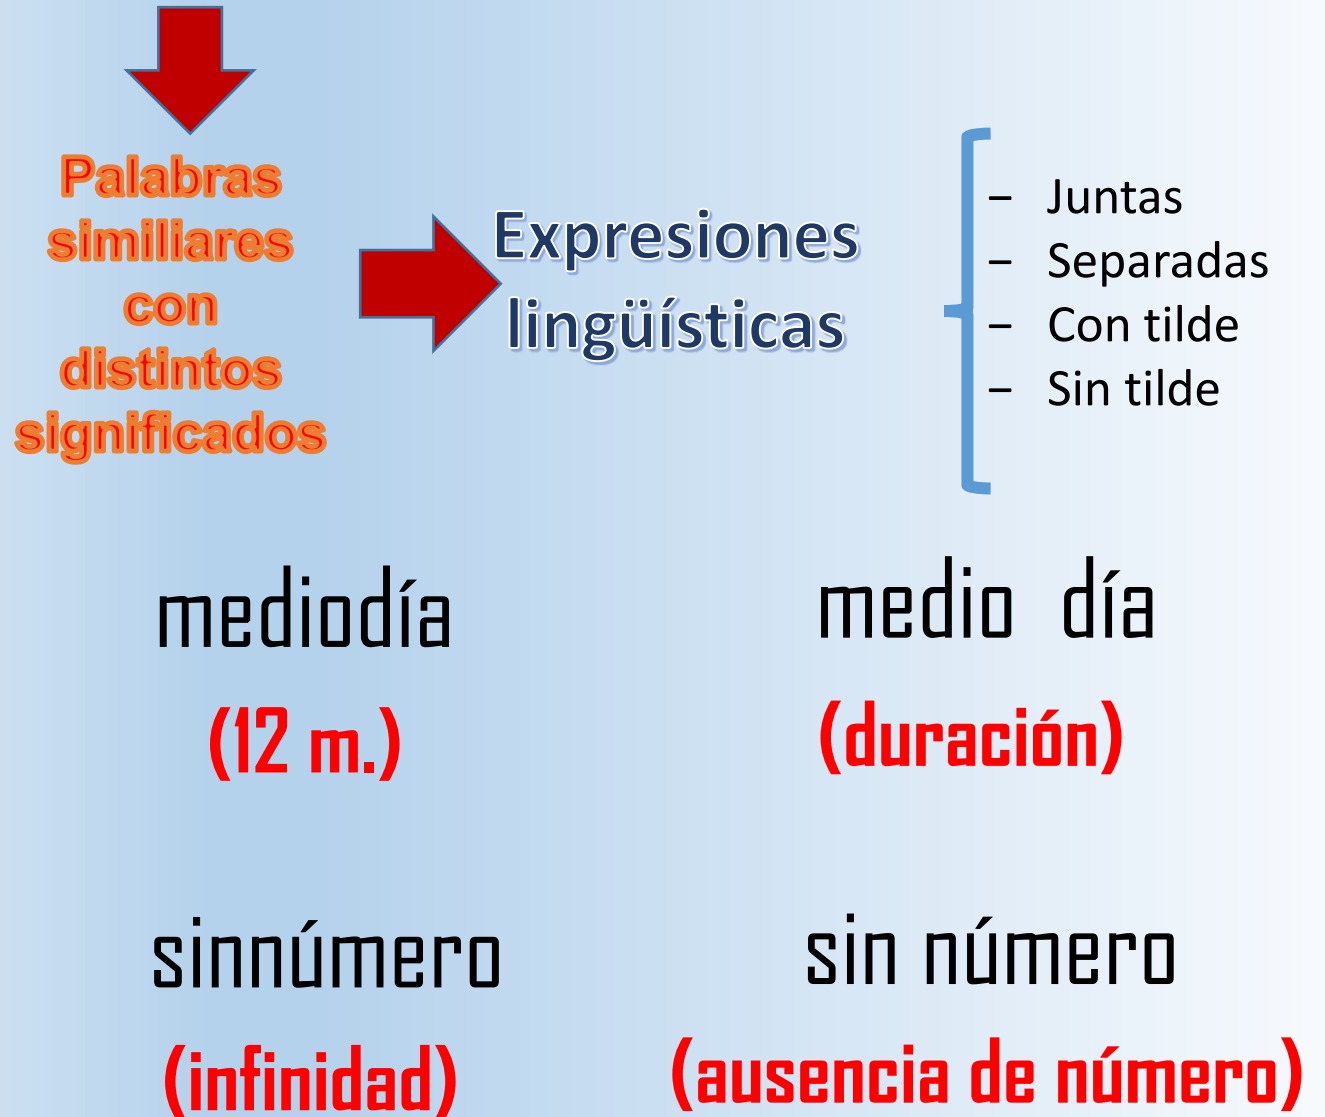 Palabras
similiares
con
distintos
significados
Expresiones
lingüísticas
– Juntas
– Separadas
– Con tilde
– Sin tilde
mediodía
(12 m.)
medio día
(duración)
sinnúmero
(infinidad)
sin número
(ausencia de número)